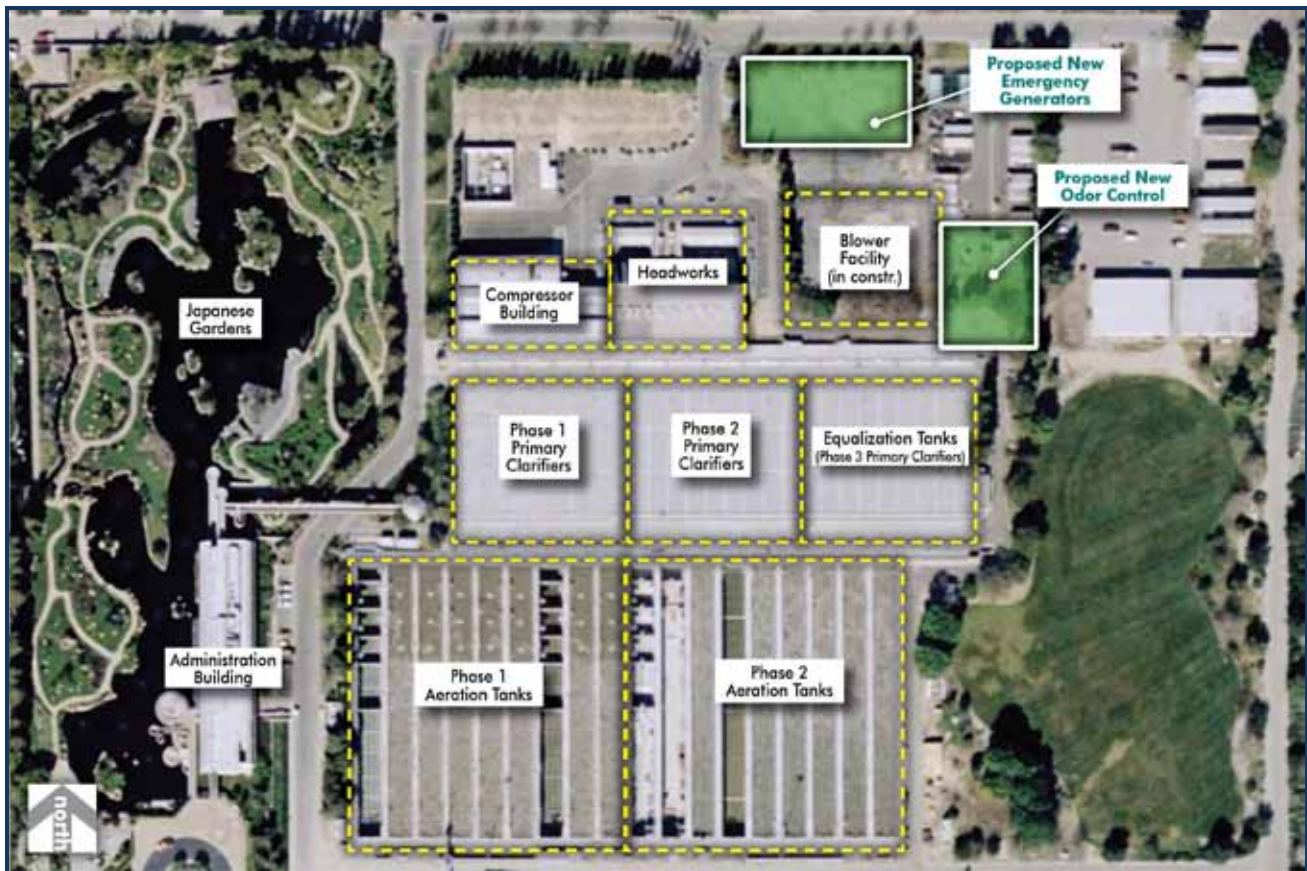 Proposed New
Emergency
Generators
Proposed New
Odor Control
Blower
Facility
(in constr.)
Headworks
Compressor
Building
Japanese
Gardens
Phase 1
Primary
Clarifiers
Phase 2
Primary
Clarifiers
Equalization Tanks
(Phase 3 Primary Clarifiers)
Administration
Building
Phase 1
Aeration Tanks
Phase 2
Aeration Tanks
north